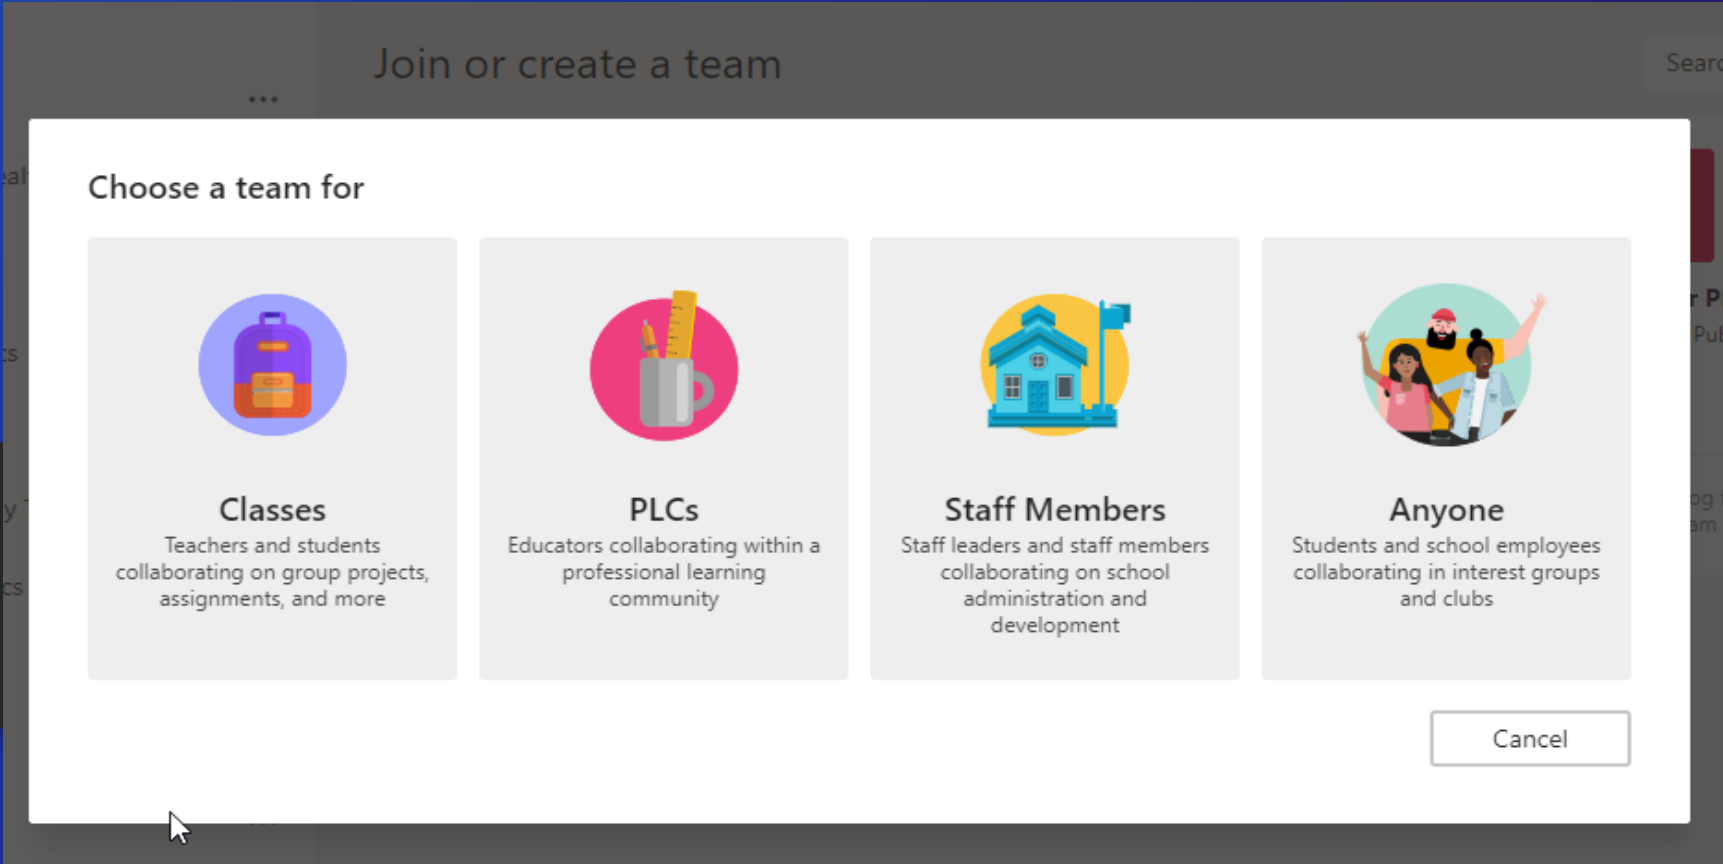 Join or create a team
Choose a team for
Classes
Teachers and students
collaborating on group projects,
assignments, and more
PLCs
Educators collaborating within a
professional learning
community
Staff Members
Staff leaders and staff members
collaborating on school
administration and
development
Anyone
Students and school employees
collaborating in interest groups
and clubs
Cancel